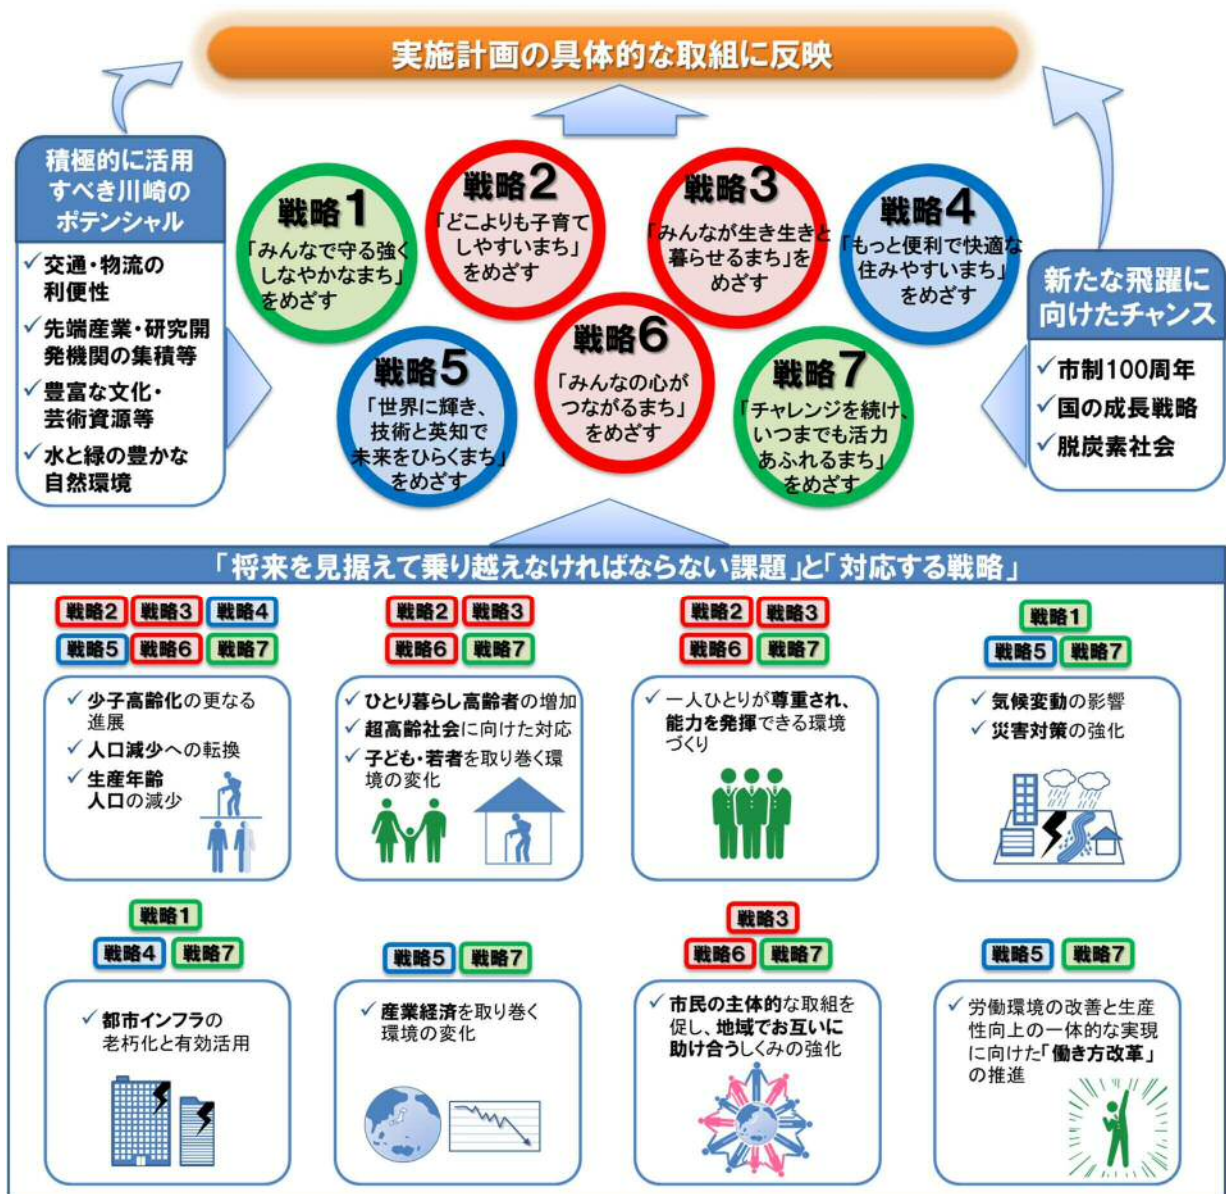 実施計画の具体的な取組に反映
積極的に活用
すべき川崎の
ポテンシャル
✓交通・物流の
利便性
✓先端産業・研究開
発機関の集積等
✓豊富な文化・
芸術資源等
✓水と緑の豊かな
自然環境
戦略1
「みんなで守る強く
しなやかなまち」
をめざす
戦略2
「どこよりも子育て
しやすいまち」
をめざす
戦略3
「みんなが生き生きと
暮らせるまち」を
めざす
戦略4
「もっと便利で快適な
住みやすいまち」
をめざす
戦略5
「世界に輝き、
技術と英知で
未来をひらくまち」
をめざす
戦略6
「みんなの心が
つながるまち」
をめざす
戦略7
「チャレンジを続け、
いつまでも活力
あふれるまち」
をめざす
新たな飛躍に
向けたチャンス
✓市制100周年
✓国の成長戦略
✓脱炭素社会
「将来を見据えて乗り越えなければならない課題」と「対応する戦略」
戦略2 戦略3 戦略4
戦略5 戦略6 戦略7
✓少子高齢化の更なる
進展
✓人口減少への転換
✓生産年齢
人口の減少
戦略2 戦略3
戦略6 戦略7
✓ひとり暮らし高齢者の増加
✓超高齢社会に向けた対応
✓子ども・若者を取り巻く環
境の変化
戦略2 戦略3
戦略6 戦略7
✓一人ひとりが尊重され、
能力を発揮できる環境
づくり
戦略1
戦略5 戦略7
✓気候変動の影響
✓災害対策の強化
戦略1
戦略4 戦略7
✓都市インフラの
老朽化と有効活用
戦略5 戦略7
✓産業経済を取り巻く
環境の変化
戦略3
戦略6 戦略7
✓市民の主体的な取組を
促し、地域でお互いに
助け合うしくみの強化
戦略5 戦略7
✓労働環境の改善と生産
性向上の一体的な実現
に向けた「働き方改革」
の推進